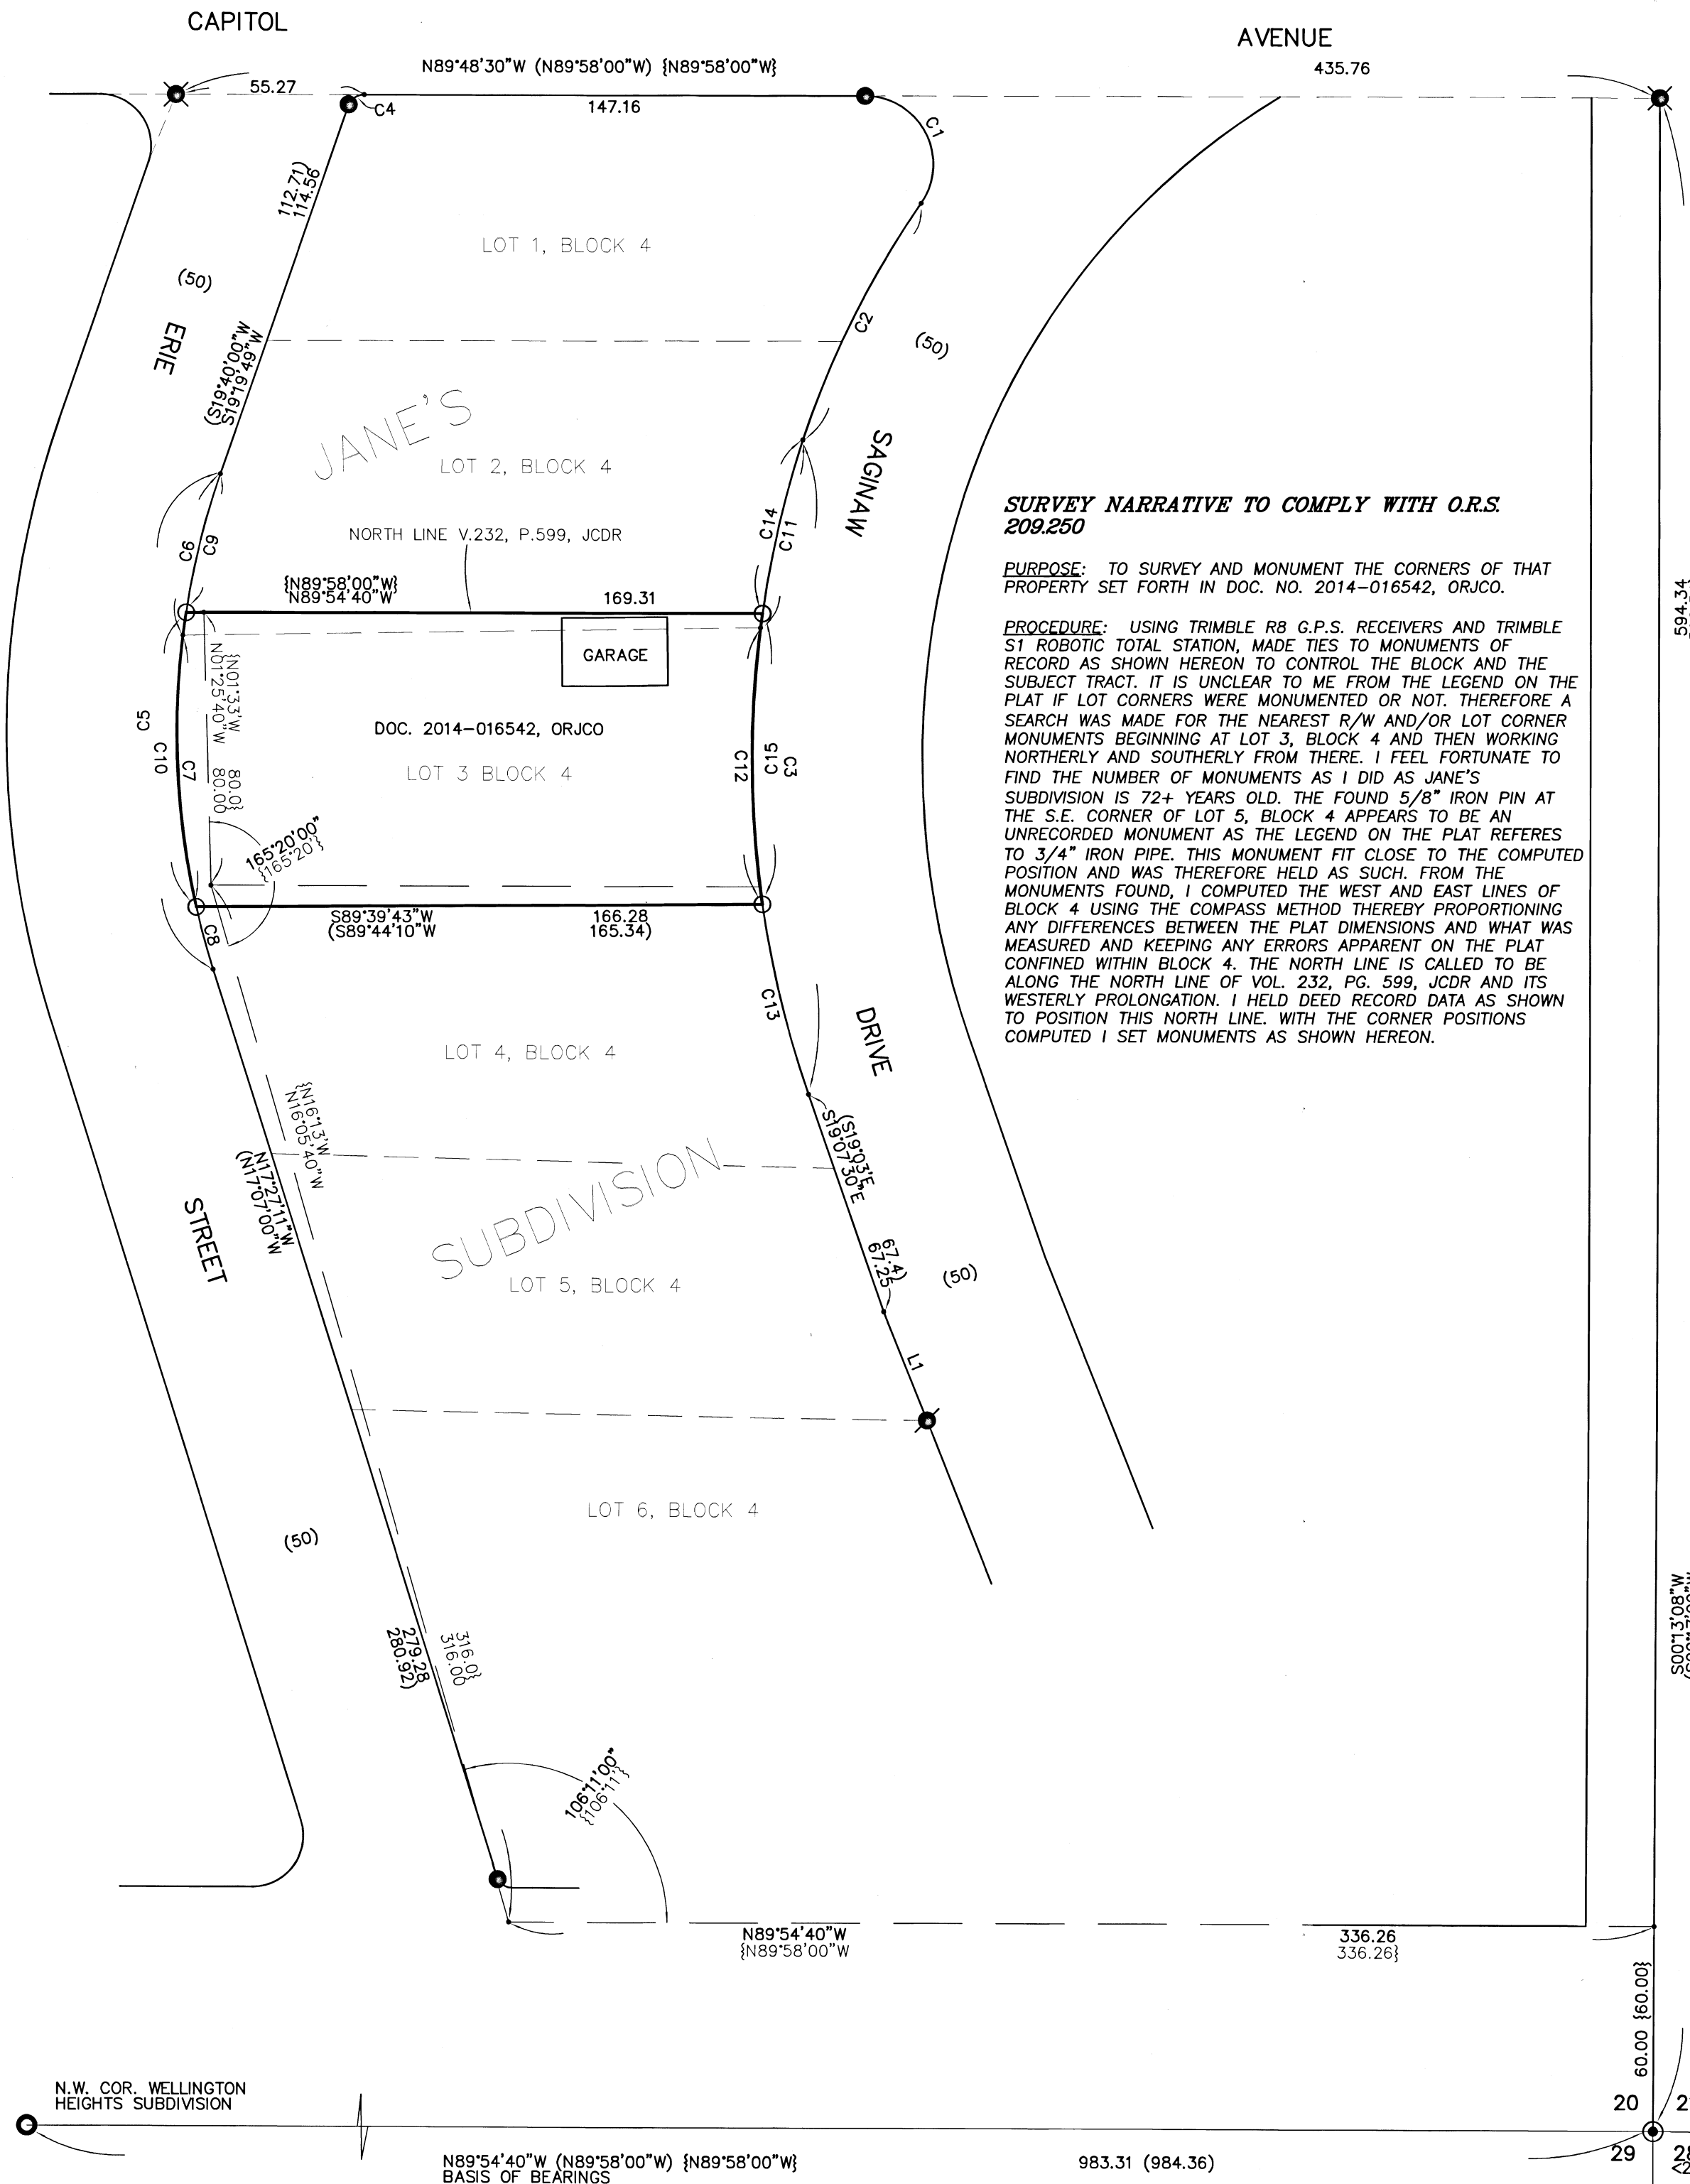 CAPITOL
AVENUE
N89°48'30"W (N89°58'00"W) {N89°58'00"W}
435.76
55.27
C4
147.16
C1
112.71)
114.56
LOT 1, BLOCK 4
(50)
ERIE
C2
(50)
(S19°40'00"W
S19°19'49"W
JANE'S
SAGINAW
LOT 2, BLOCK 4
NORTH LINE V.232, P.599, JCDR
C6
C9
C14
C11
{N89°58'00"W}
N89°54'40"W
169.31
GARAGE
{N01°33'W
N01°25'40"W
80.0}
80.00
DOC. 2014-016542, ORJCO
LOT 3 BLOCK 4
C5
C10
C7
C12
C15
C3
165°20'00"
{165°20'}
S89°39'43"W
(S89°44'10"W
166.28
165.34)
C8
C13
SURVEY NARRATIVE TO COMPLY WITH O.R.S.
209.250
PURPOSE: TO SURVEY AND MONUMENT THE CORNERS OF THAT
PROPERTY SET FORTH IN DOC. NO. 2014-016542, ORJCO.
PROCEDURE: USING TRIMBLE R8 G.P.S. RECEIVERS AND TRIMBLE
S1 ROBOTIC TOTAL STATION, MADE TIES TO MONUMENTS OF
RECORD AS SHOWN HEREON TO CONTROL THE BLOCK AND THE
SUBJECT TRACT. IT IS UNCLEAR TO ME FROM THE LEGEND ON THE
PLAT IF LOT CORNERS WERE MONUMENTED OR NOT. THEREFORE A
SEARCH WAS MADE FOR THE NEAREST R/W AND/OR LOT CORNER
MONUMENTS BEGINNING AT LOT 3, BLOCK 4 AND THEN WORKING
NORTHERLY AND SOUTHERLY FROM THERE. I FEEL FORTUNATE TO
FIND THE NUMBER OF MONUMENTS AS I DID AS JANE'S
SUBDIVISION IS 72+ YEARS OLD. THE FOUND 5/8" IRON PIN AT
THE S.E. CORNER OF LOT 5, BLOCK 4 APPEARS TO BE AN
UNRECORDED MONUMENT AS THE LEGEND ON THE PLAT REFERES
TO 3/4" IRON PIPE. THIS MONUMENT FIT CLOSE TO THE COMPUTED
POSITION AND WAS THEREFORE HELD AS SUCH. FROM THE
MONUMENTS FOUND, I COMPUTED THE WEST AND EAST LINES OF
BLOCK 4 USING THE COMPASS METHOD THEREBY PROPORTIONING
ANY DIFFERENCES BETWEEN THE PLAT DIMENSIONS AND WHAT WAS
MEASURED AND KEEPING ANY ERRORS APPARENT ON THE PLAT
CONFINED WITHIN BLOCK 4. THE NORTH LINE IS CALLED TO BE
ALONG THE NORTH LINE OF VOL. 232, PG. 599, JCDR AND ITS
WESTERLY PROLONGATION. I HELD DEED RECORD DATA AS SHOWN
TO POSITION THIS NORTH LINE. WITH THE CORNER POSITIONS
COMPUTED I SET MONUMENTS AS SHOWN HEREON.
594.34
DRIVE
LOT 4, BLOCK 4
{N16°13'W
N16°05'40"W
(S19°03'E
S19°07'30"E
N17°27'11"W
(N17°07'00"W
SUBDIVISION
STREET
67.4)
67.25
(50)
LOT 5, BLOCK 4
L1
LOT 6, BLOCK 4
(50)
S00°13'08"W
316.0}
316.00
279.28
280.92)
106°11'00"
{106°11'}
N89°54'40"W
{N89°58'00"W
336.26
336.26}
60.00 {60.00}
N.W. COR. WELLINGTON
HEIGHTS SUBDIVISION
20
29
28
N89°54'40"W (N89°58'00"W) {N89°58'00"W}
BASIS OF BEARINGS
983.31 (984.36)